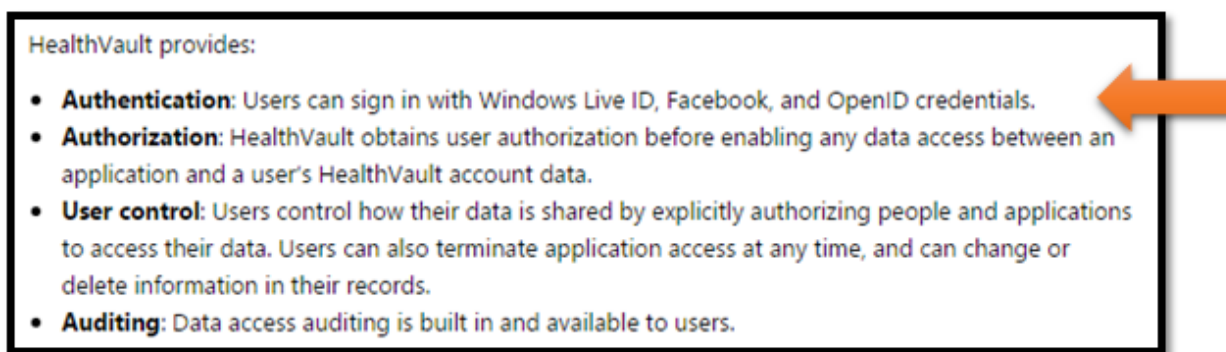 HealthVault provides:
• Authentication: Users can sign in with Windows Live ID, Facebook, and OpenID credentials.
• Authorization: HealthVault obtains user authorization before enabling any data access between an
application and a user's HealthVault account data.
• User control: Users control how their data is shared by explicitly authorizing people and applications
to access their data. Users can also terminate application access at any time, and can change or
delete information in their records.
• Auditing: Data access auditing is built in and available to users.